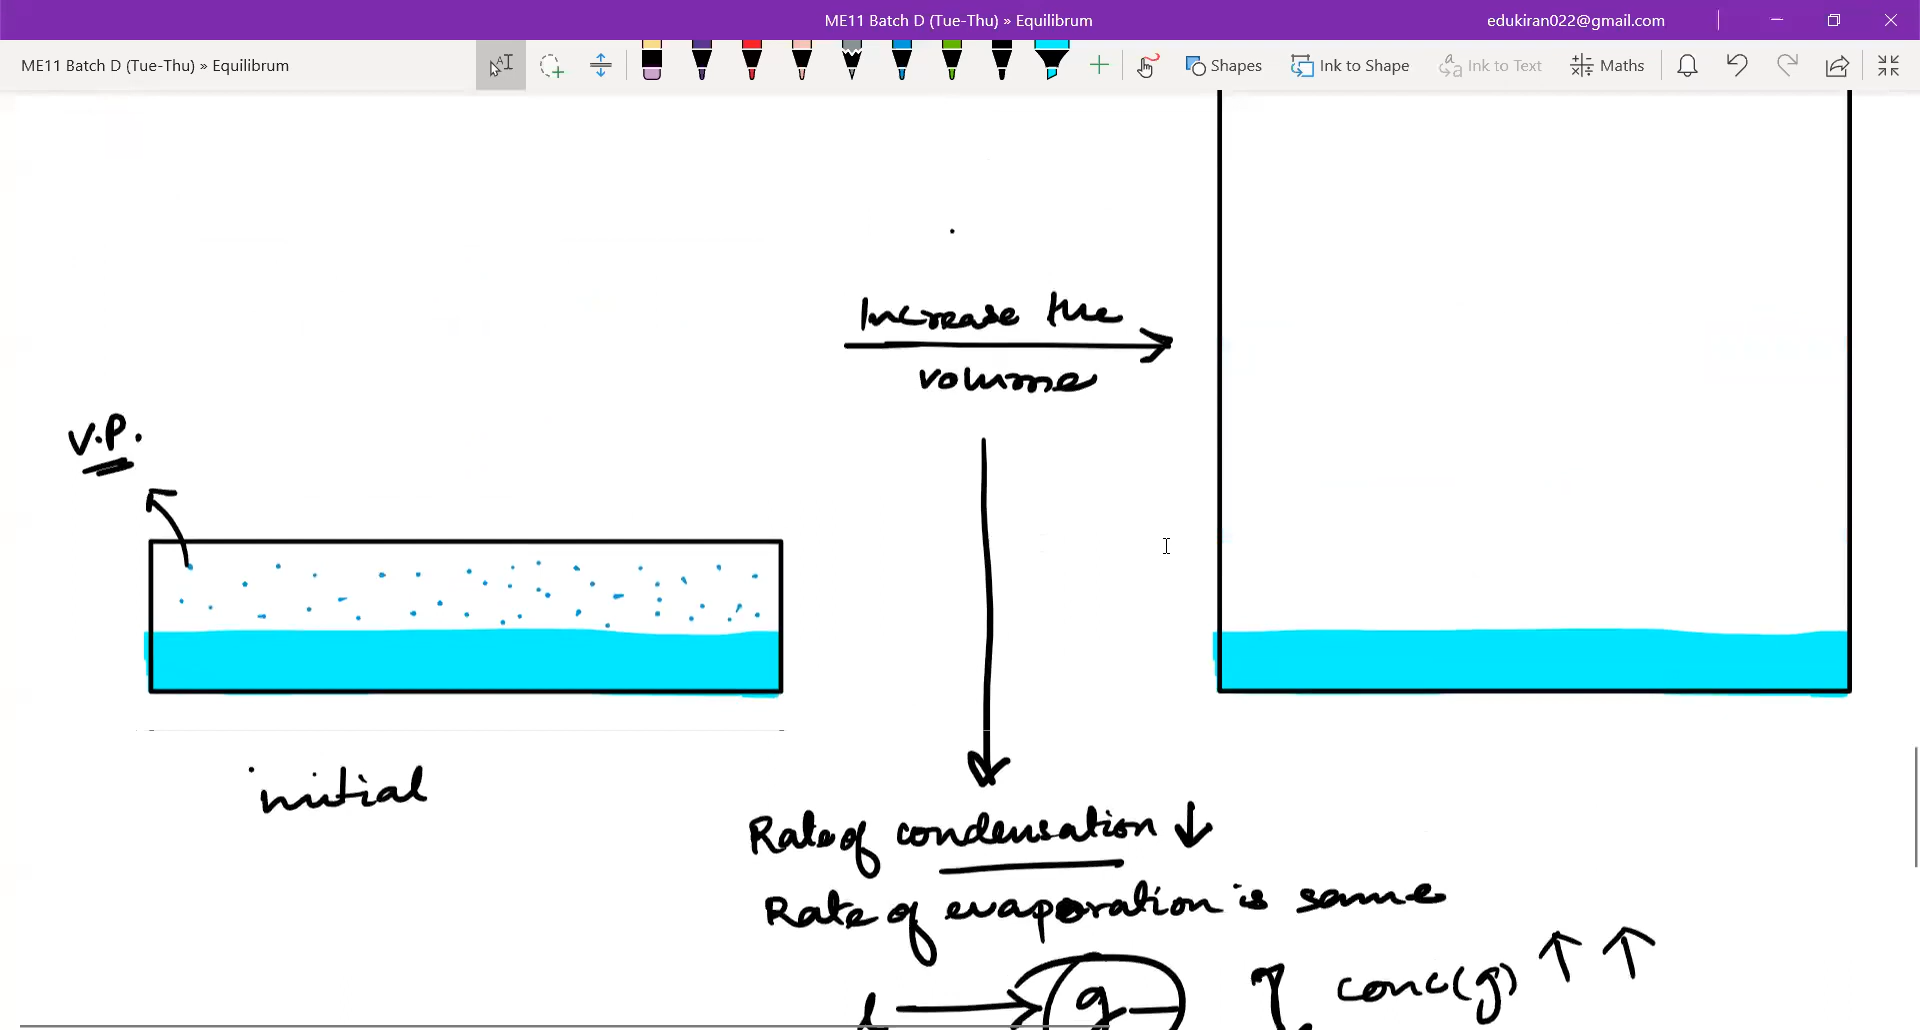 ME11 Batch D (Tue-Thu) » Equilibrum
edukiran022@gmail.com
ME11 Batch D (Tue-Thu) » Equilibrum
Shapes
Ink to Shape
Ink to Text
Maths
Increase the
volume
V.P.
initial
Rate of condensation ↓
Rate of evaporation is same
l → g
conc(g) ↑ ↑